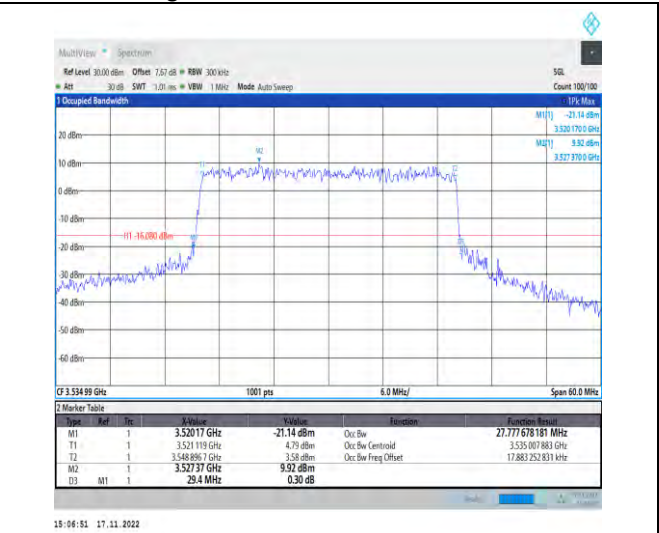 MultiView Spectrum
Ref Level 30.00 dBm Offset 7.67 dB RBW 300 kHz SGL
Att 30 dB SWT 1.01 ms VBW 1 MHz Mode Auto Sweep Count 100/100
1 Occupied Bandwidth 1Pk Max
M1[1] -21.14 dBm
3.520 170 0 GHz
M2[1] 9.92 dBm
3.527 370 0 GHz
20 dBm
M2
10 dBm
T1
0 dBm
-10 dBm
H1 -16.080 dBm
-20 dBm
-30 dBm
-40 dBm
-50 dBm
-60 dBm
CF 3.534 99 GHz 1001 pts 6.0 MHz/ Span 60.0 MHz
2 Marker Table
Type Ref Trc X-Value Y-Value Function Function Result
M1 1 3.52017 GHz -21.14 dBm Occ Bw 27.777 678 181 MHz
T1 1 3.521 119 GHz 4.79 dBm Occ Bw Centroid 3.535 007 883 GHz
T2 1 3.548 896 7 GHz 3.58 dBm Occ Bw Freq Offset 17.883 252 831 kHz
M2 1 3.52737 GHz 9.92 dBm
D3 M1 1 29.4 MHz 0.30 dB
15:06:51 17.11.2022